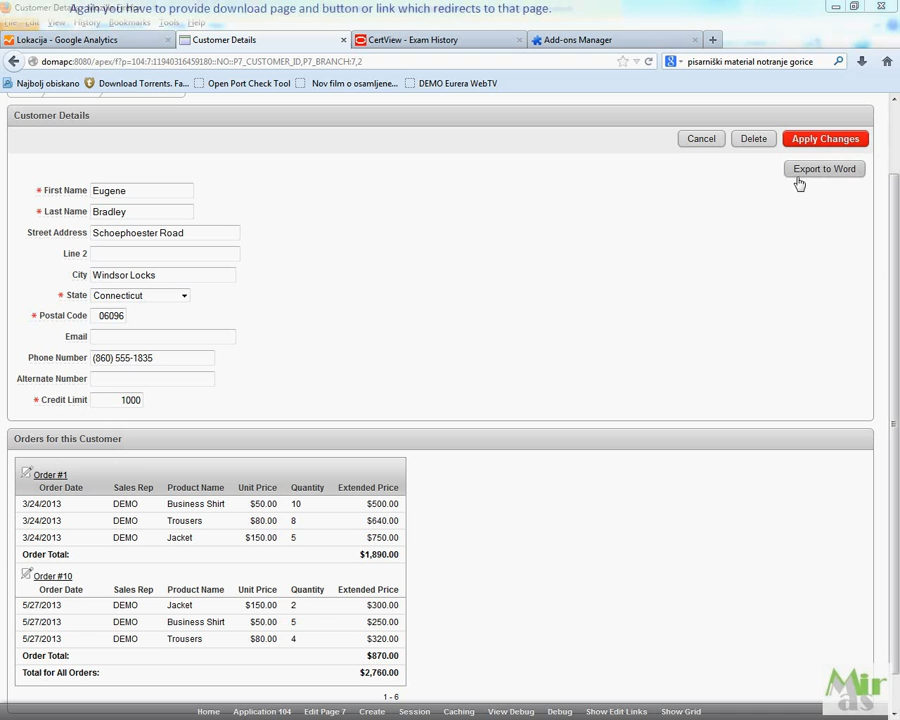 Again you have to provide download page and button or link which redirects to that page.
File Edit View History Bookmarks Tools Help
Lokacija - Google Analytics × Customer Details × CertView - Exam History × Add-ons Manager × +
domapc:8080/apex/f?p=104:7:11940316459180::NO::P7_CUSTOMER_ID,P7_BRANCH:7,2
pisarniški material notranje gorice
Najbolj obiskano Download Torrents. Fa... Open Port Check Tool Nov film o osamljene... DEMO Eurera WebTV
Customer Details
Cancel Delete Apply Changes
Export to Word
* First Name Eugene
* Last Name Bradley
Street Address Schoephoester Road
Line 2
City Windsor Locks
* State Connecticut
* Postal Code 06096
Email
Phone Number (860) 555-1835
Alternate Number
* Credit Limit 1000
Orders for this Customer
Order #1
Order Date Sales Rep Product Name Unit Price Quantity Extended Price
3/24/2013 DEMO Business Shirt $50.00 10 $500.00
3/24/2013 DEMO Trousers $80.00 8 $640.00
3/24/2013 DEMO Jacket $150.00 5 $750.00
Order Total: $1,890.00
Order #10
Order Date Sales Rep Product Name Unit Price Quantity Extended Price
5/27/2013 DEMO Jacket $150.00 2 $300.00
5/27/2013 DEMO Business Shirt $50.00 5 $250.00
5/27/2013 DEMO Trousers $80.00 4 $320.00
Order Total: $870.00
Total for All Orders: $2,760.00
1 - 6
Mir as
Home Application 104 Edit Page 7 Create Session Caching View Debug Debug Show Edit Links Show Grid